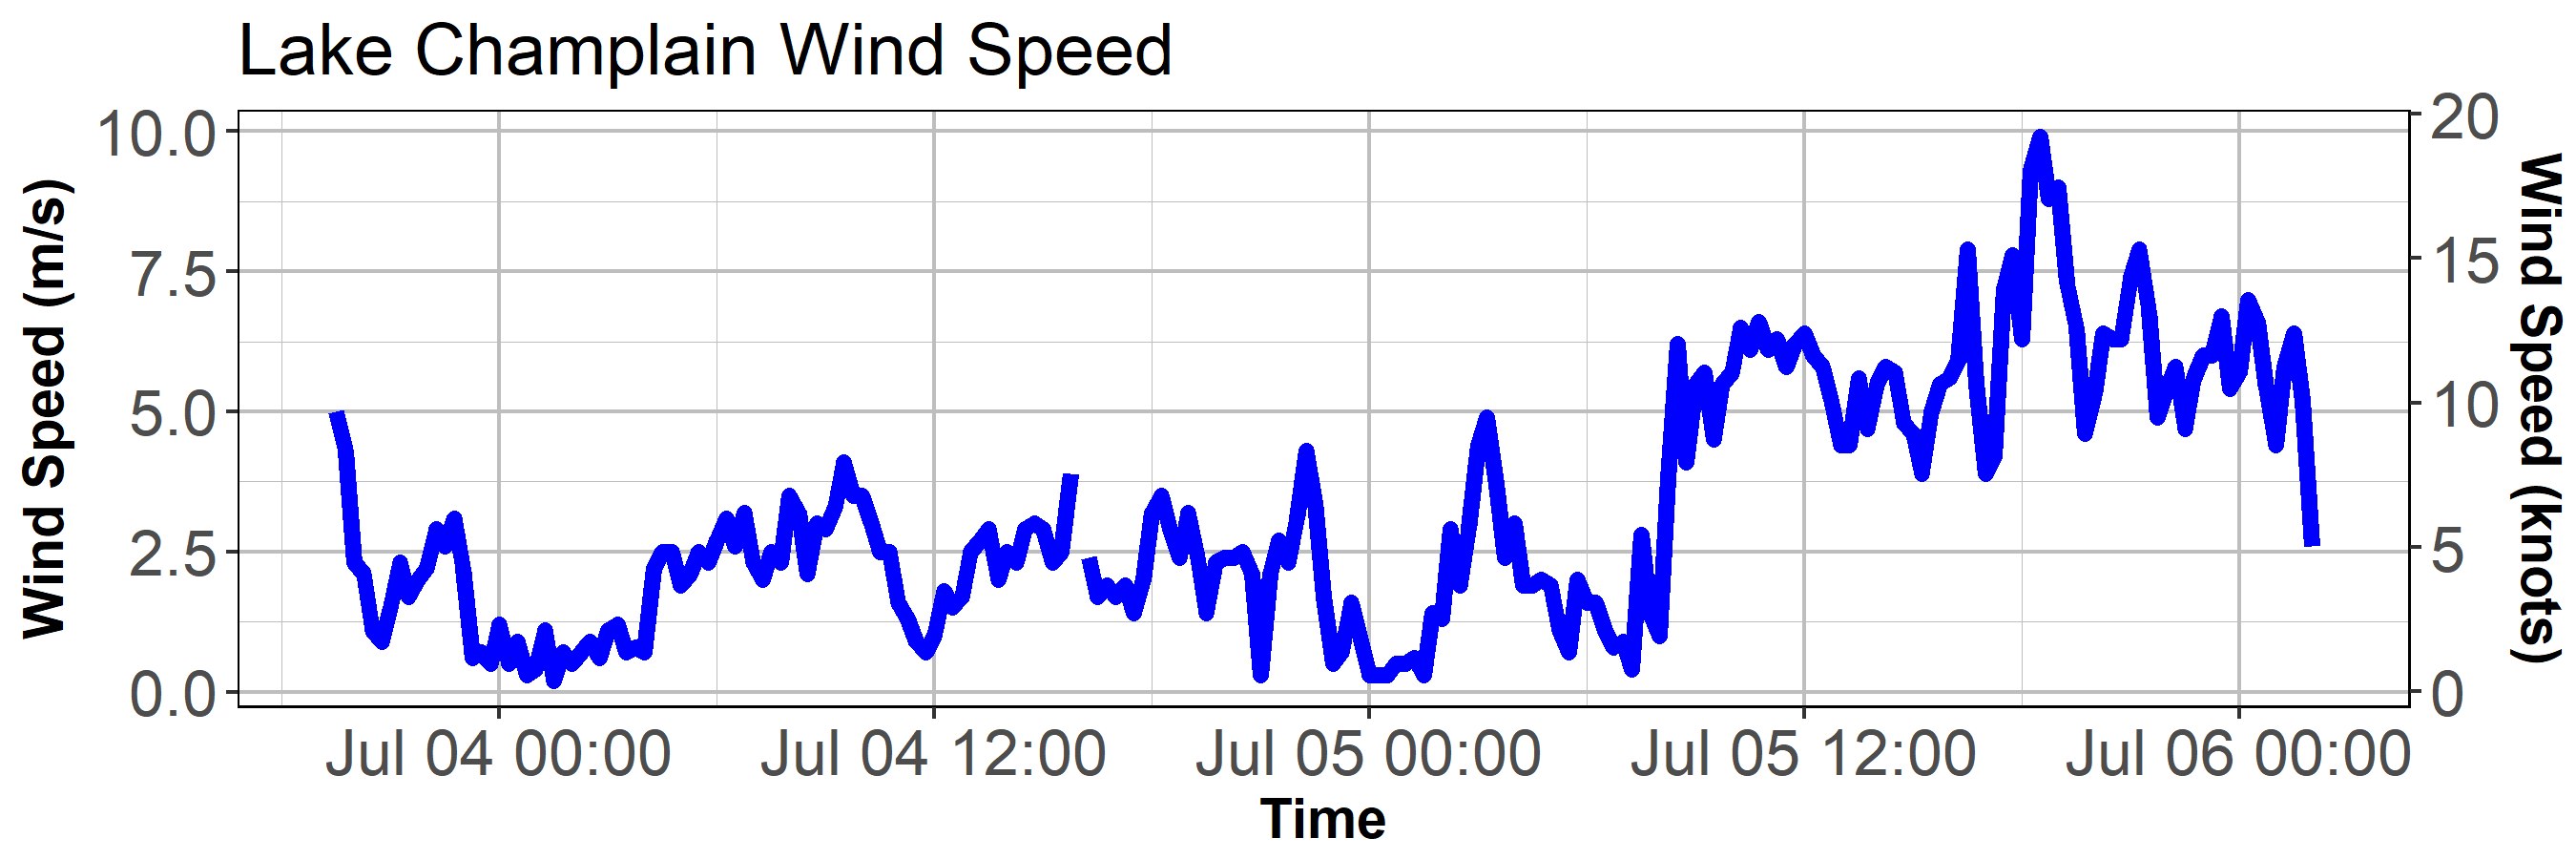 Lake Champlain Wind Speed
Wind Speed (m/s)
10.0
7.5
5.0
2.5
0.0
20
15
10
5
0
Wind Speed (knots)
Jul 04 00:00
Jul 04 12:00
Jul 05 00:00
Jul 05 12:00
Jul 06 00:00
Time